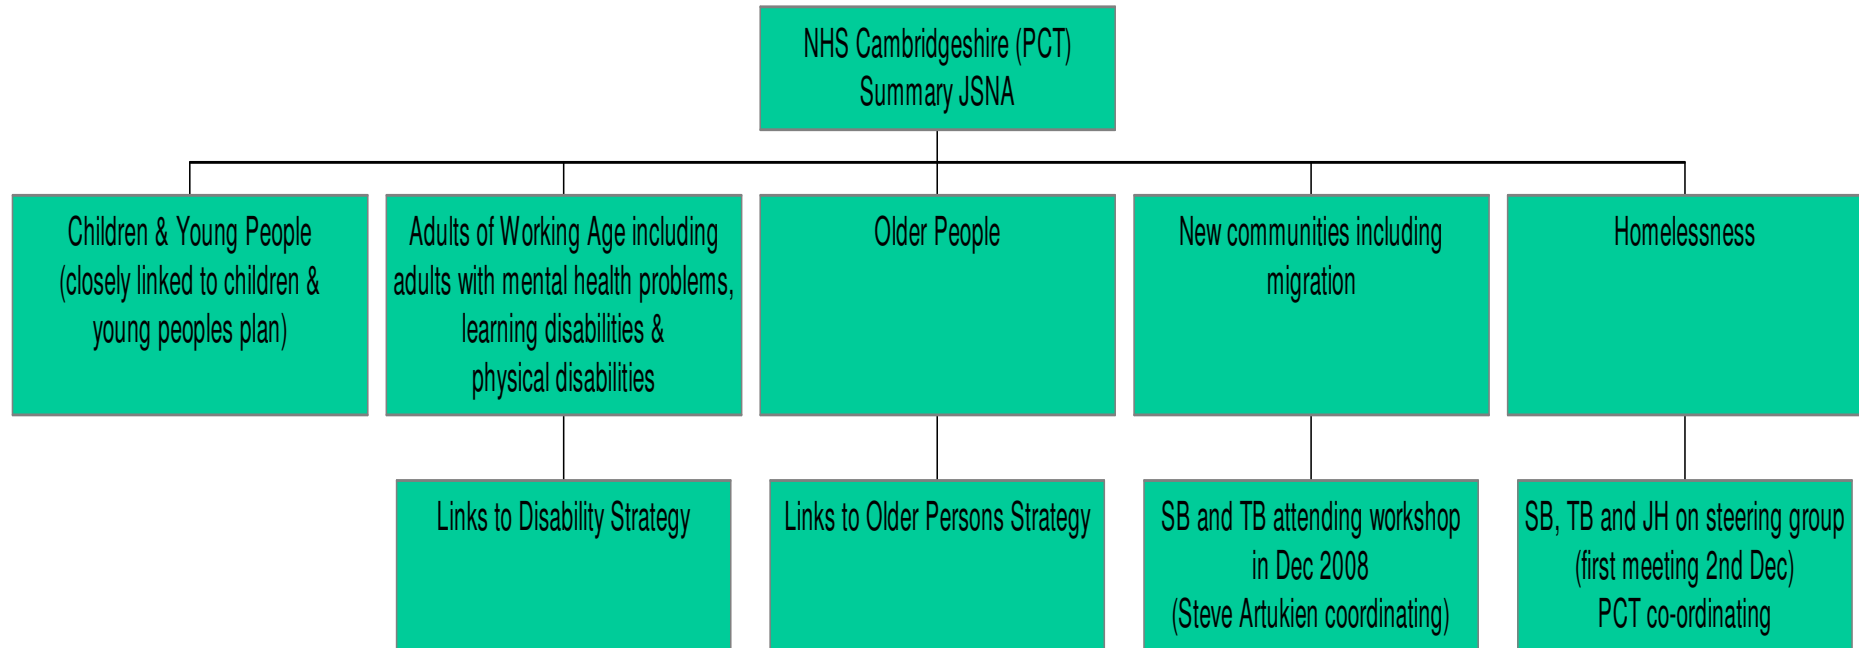 NHS Cambridgeshire (PCT)
Summary JSNA
Children & Young People
(closely linked to children &
young peoples plan)
Adults of Working Age including
adults with mental health problems,
learning disabilities &
physical disabilities
Older People
New communities including
migration
Homelessness
Links to Disability Strategy
Links to Older Persons Strategy
SB and TB attending workshop
in Dec 2008
(Steve Artukien coordinating)
SB, TB and JH on steering group
(first meeting 2nd Dec)
PCT co-ordinating